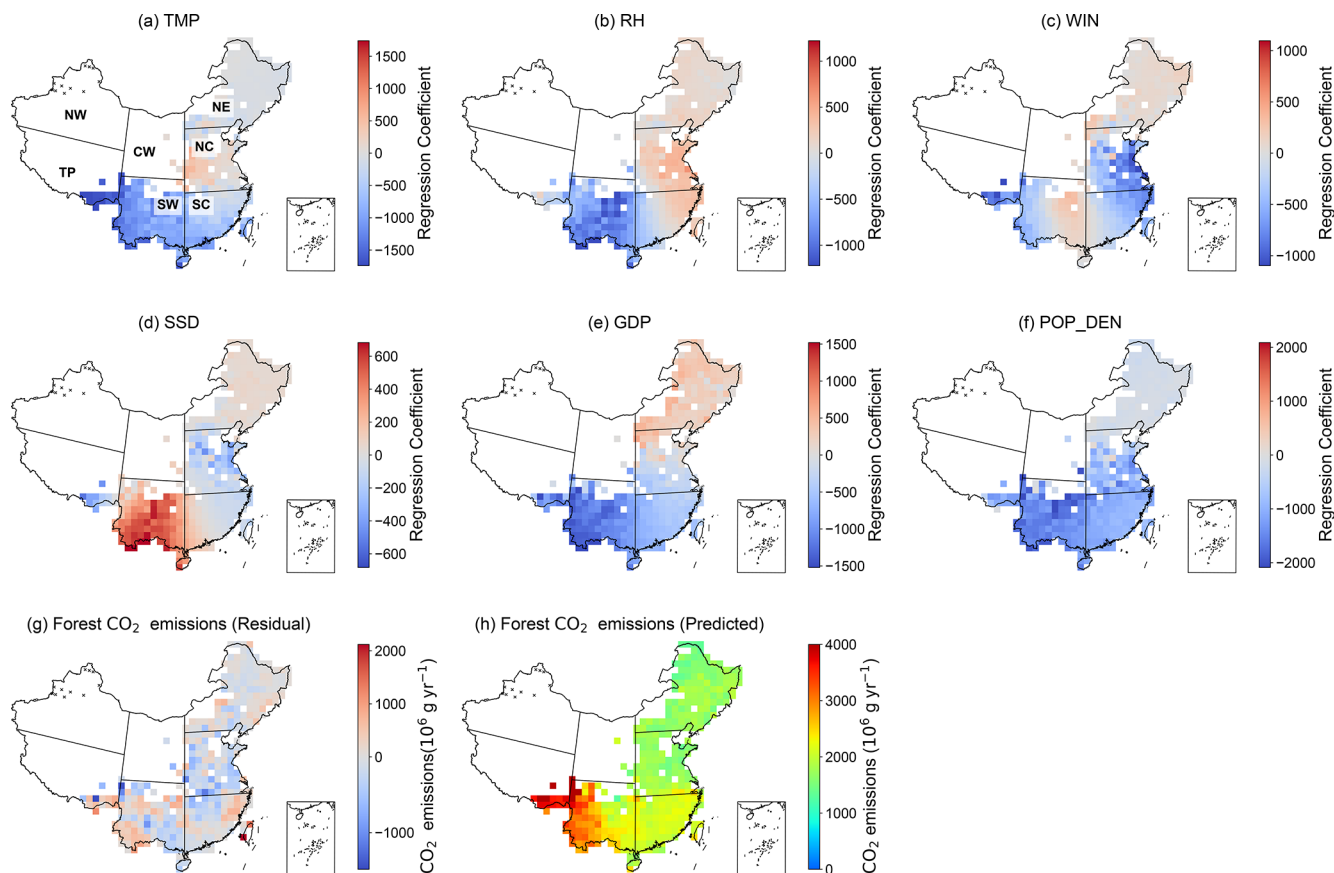 (a) TMP
(b) RH
(c) WIN
NW
NE
CW
NC
TP
SW
SC
1500
1000
500
0
−500
−1000
−1500
Regression Coefficient
1000
500
0
−500
−1000
Regression Coefficient
1000
500
0
−500
−1000
Regression Coefficient
(d) SSD
(e) GDP
(f) POP_DEN
600
400
200
0
−200
−400
−600
Regression Coefficient
1500
1000
500
0
−500
−1000
−1500
Regression Coefficient
2000
1000
0
−1000
−2000
Regression Coefficient
(g) Forest CO₂ emissions (Residual)
(h) Forest CO₂ emissions (Predicted)
2000
1000
0
−1000
CO₂ emissions(10⁶ g yr⁻¹)
4000
3000
2000
1000
0
CO₂ emissions (10⁶ g yr⁻¹)